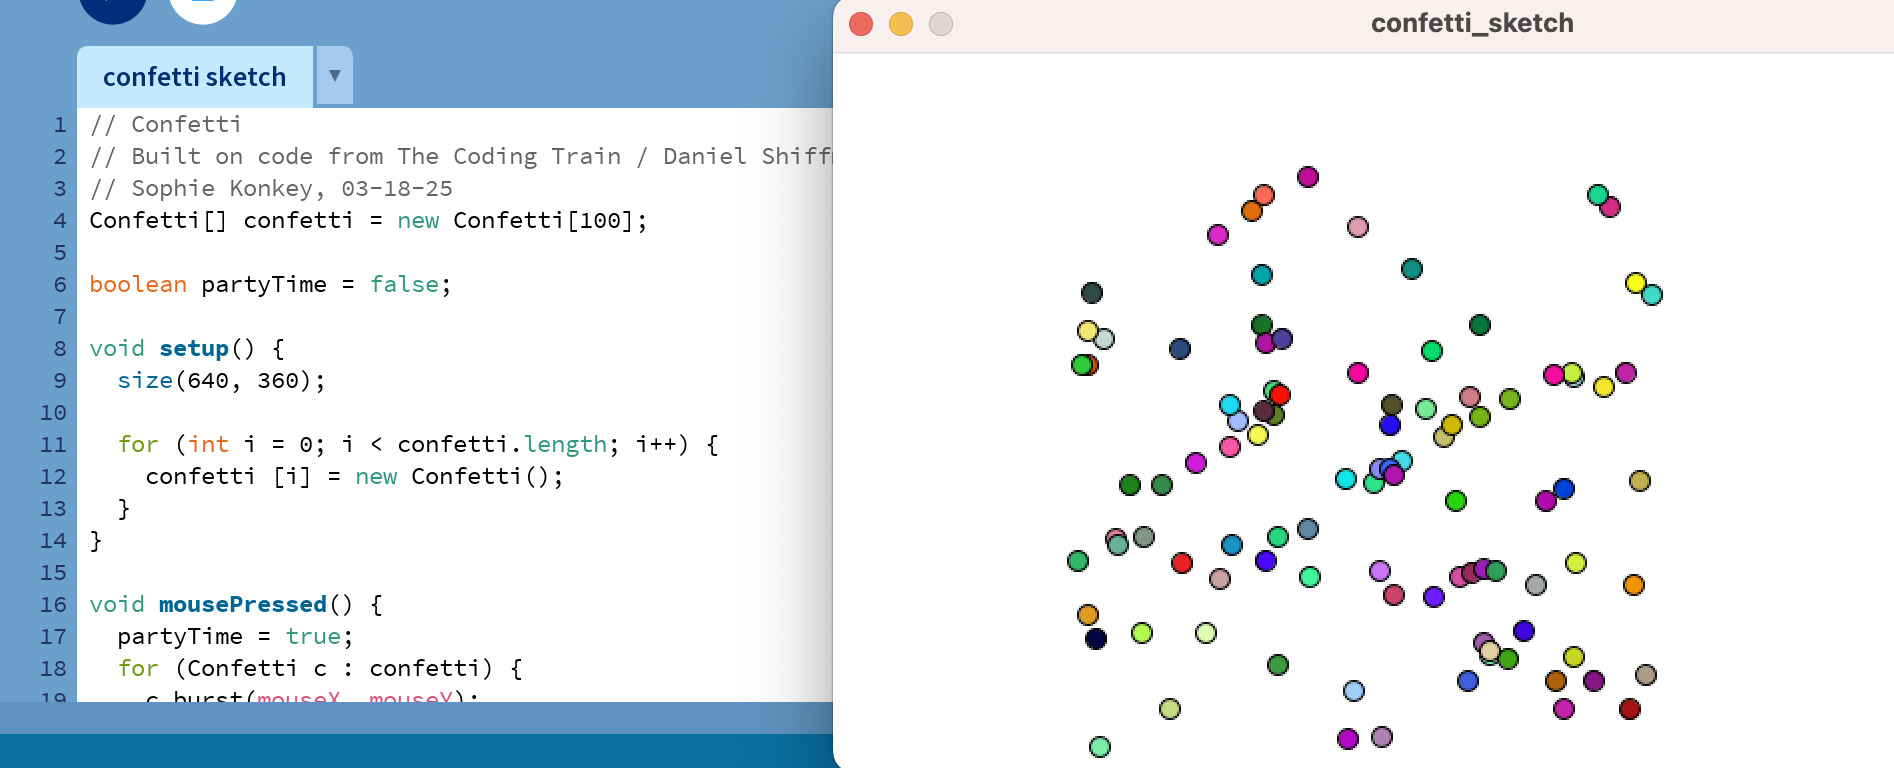 confetti sketch
confetti_sketch
1 // Confetti
2 // Built on code from The Coding Train / Daniel
3 // Sophie Konkey, 03-18-25
4 Confetti[] confetti = new Confetti[100];
5
6 boolean partyTime = false;
7
8 void setup() {
9   size(640, 360);
10
11   for (int i = 0; i < confetti.length; i++) {
12     confetti [i] = new Confetti();
13   }
14 }
15
16 void mousePressed() {
17   partyTime = true;
18   for (Confetti c : confetti) {
19     c.burst(mouseX, mouseY);